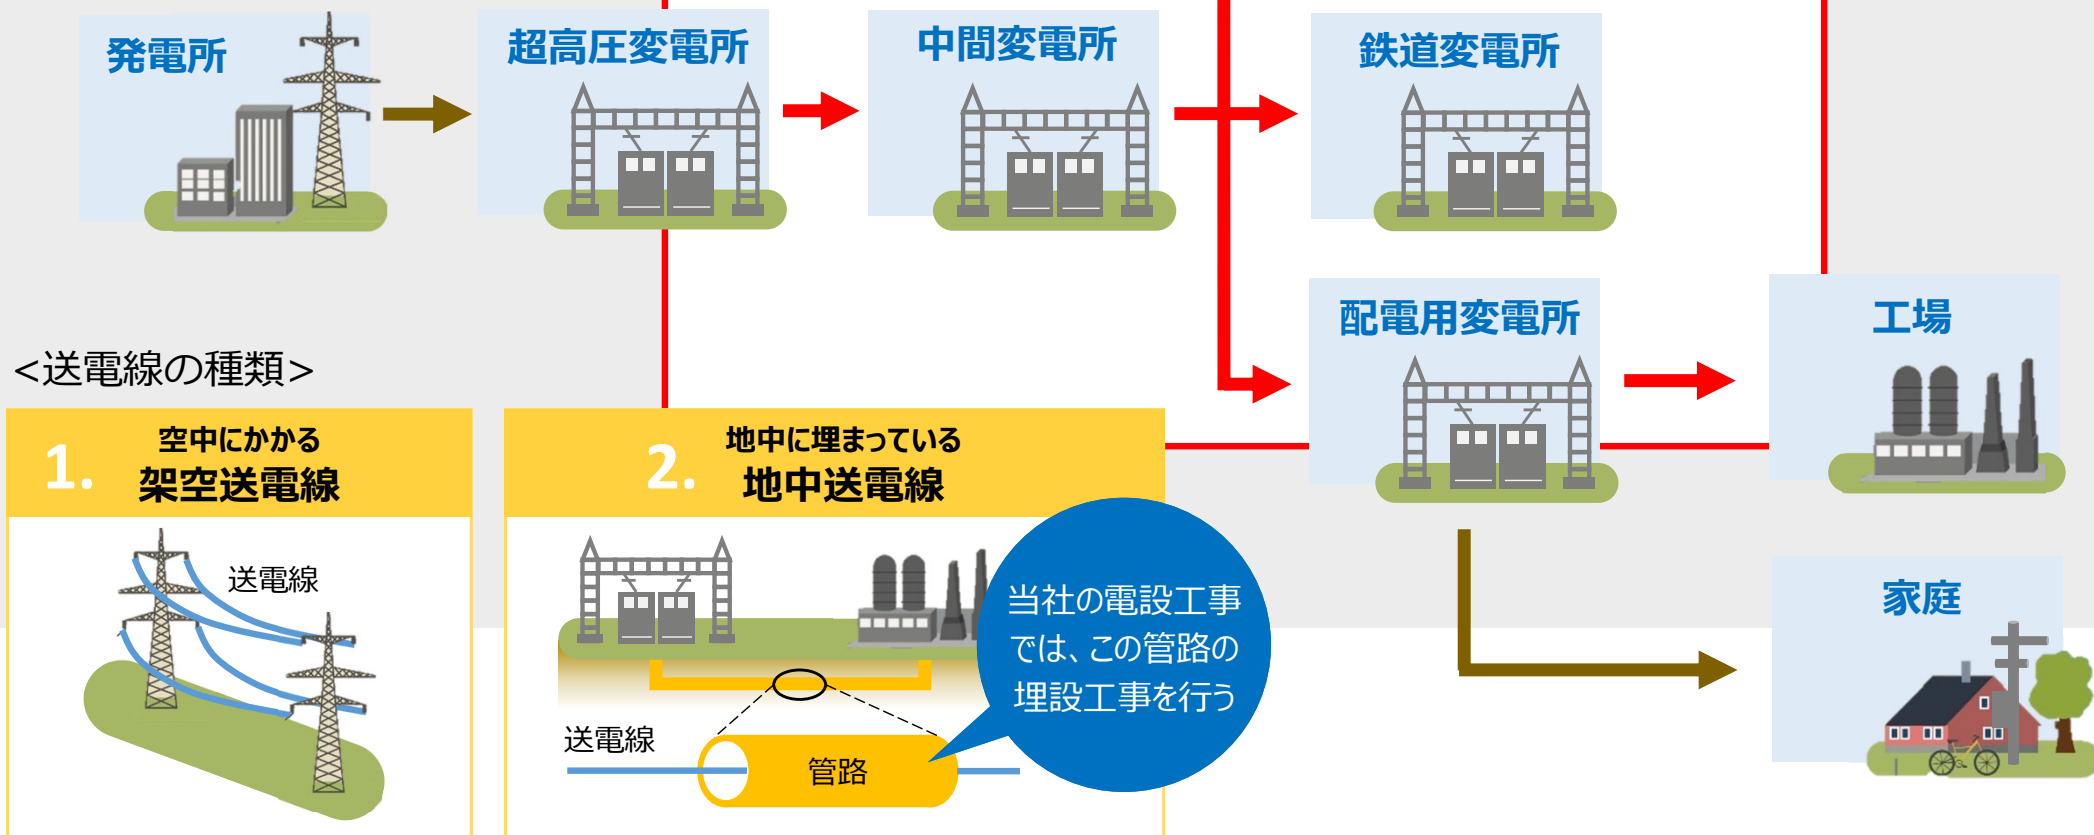 発電所
超高圧変電所
中間変電所
鉄道変電所
配電用変電所
工場
家庭
<送電線の種類>
1.
空中にかかる
架空送電線
送電線
2.
地中に埋まっている
地中送電線
送電線
管路
当社の電設工事
では、この管路の
埋設工事を行う